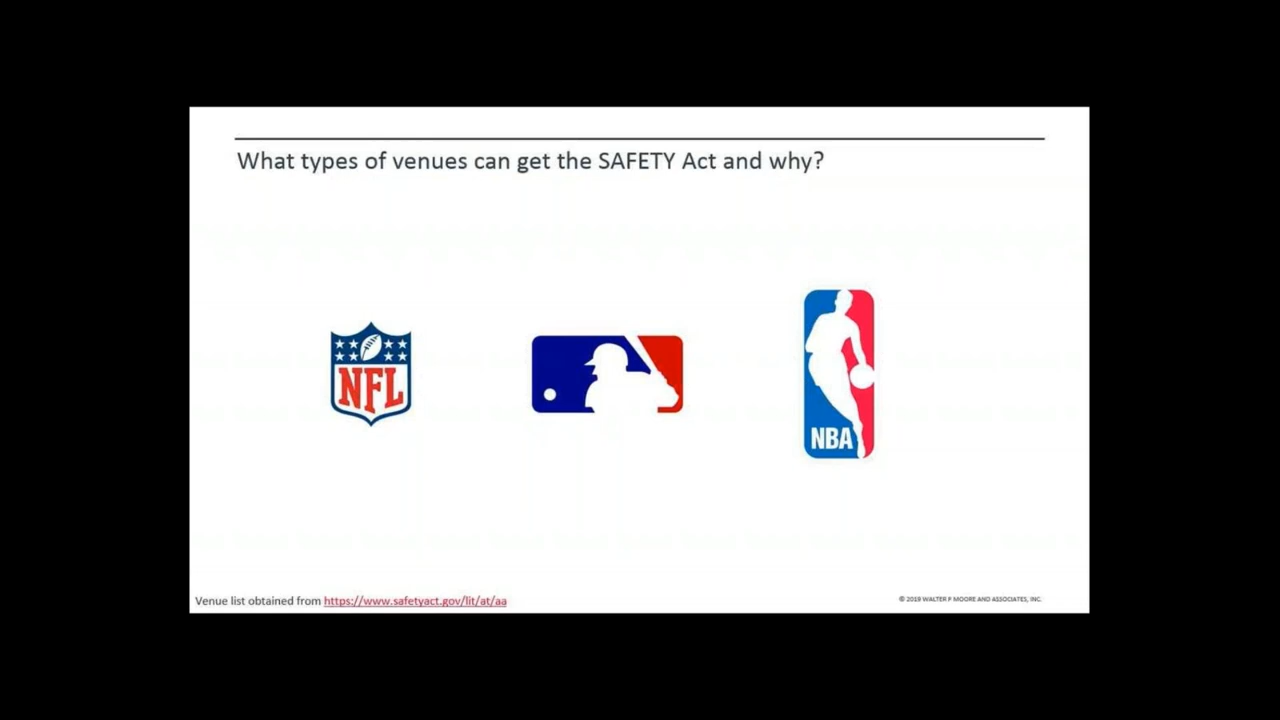 What types of venues can get the SAFETY Act and why?
NFL
NBA
Venue list obtained from https://www.safetyact.gov/lit/at/aa
© 2019 WALTER P MOORE AND ASSOCIATES, INC.